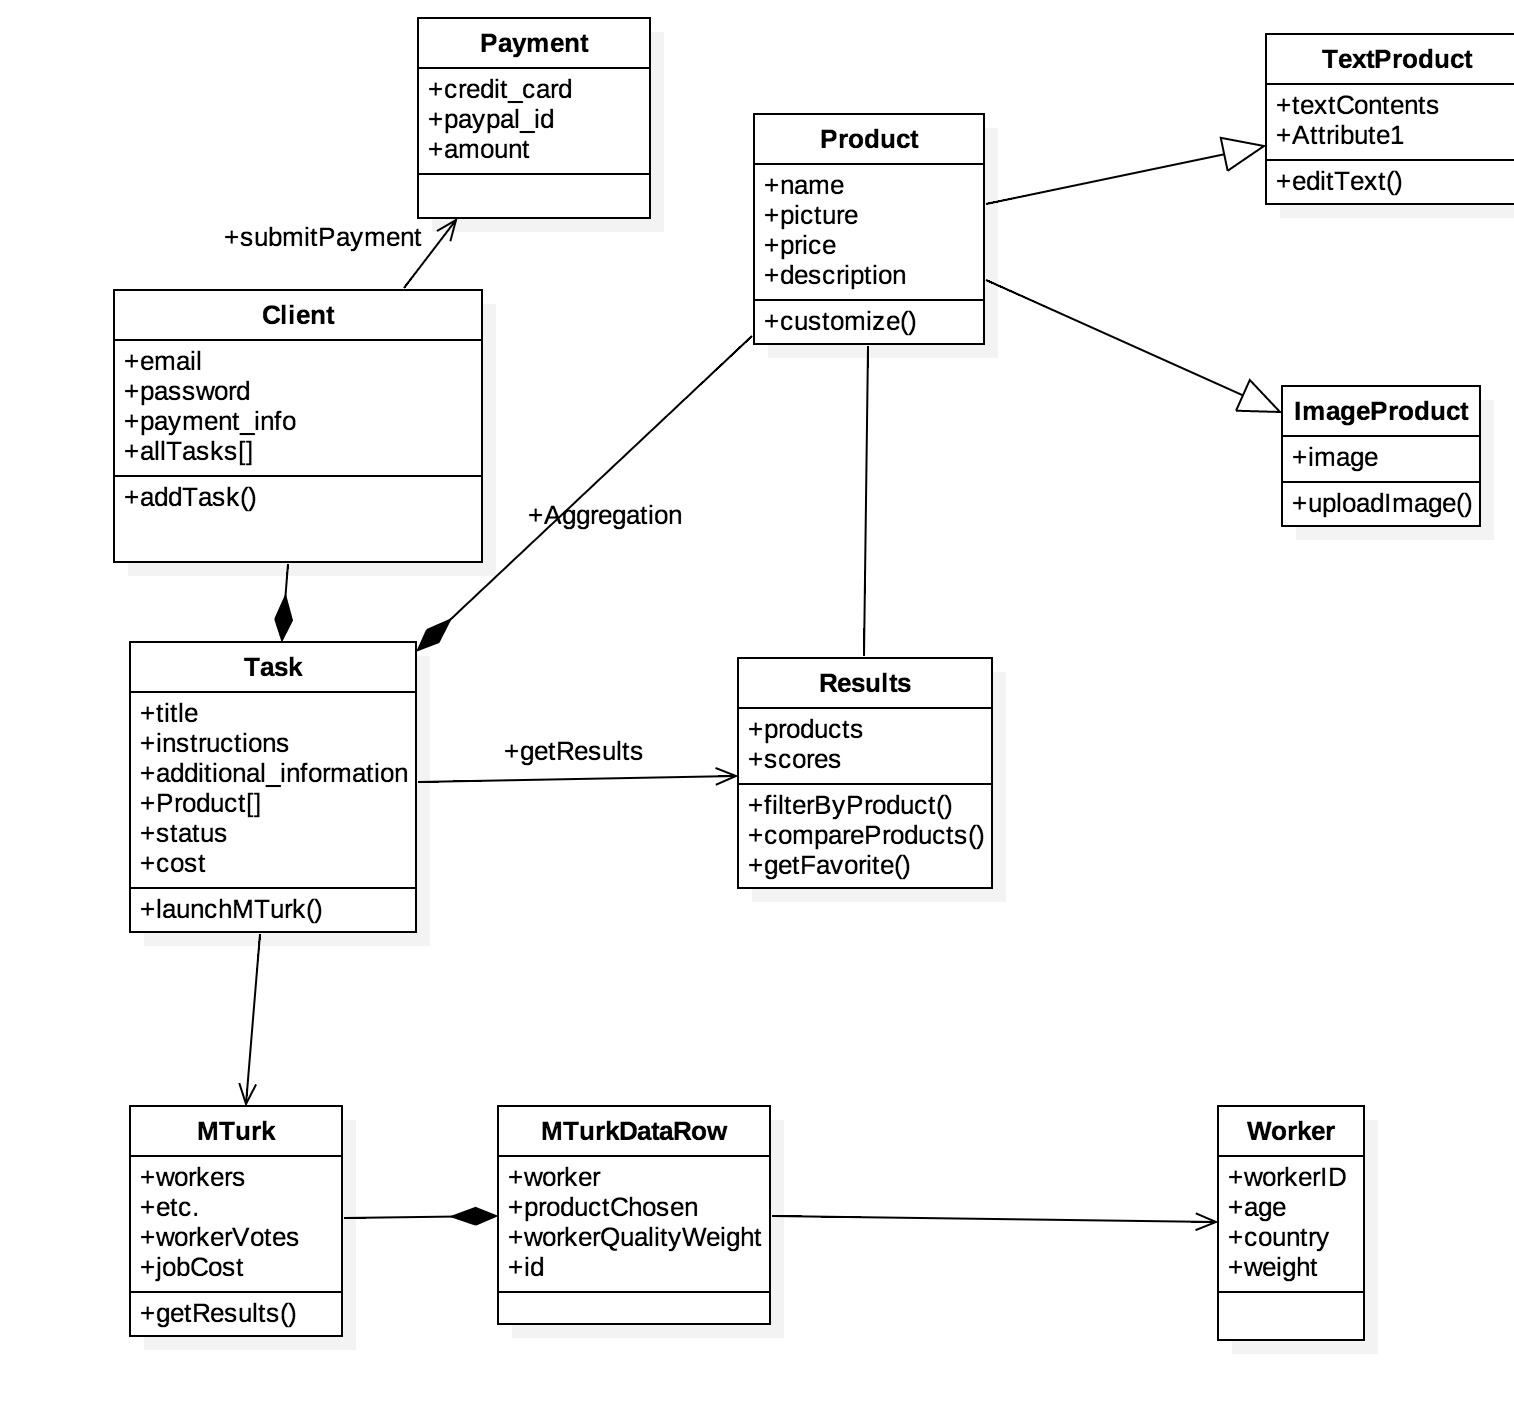 Payment
+credit_card
+paypal_id
+amount
TextProduct
+textContents
+Attribute1
+editText()
Product
+name
+picture
+price
+description
+customize()
+submitPayment
Client
+email
+password
+payment_info
+allTasks[]
+addTask()
ImageProduct
+image
+uploadImage()
+Aggregation
Task
+title
+instructions
+additional_information
+Product[]
+status
+cost
+launchMTurk()
+getResults
Results
+products
+scores
+filterByProduct()
+compareProducts()
+getFavorite()
MTurk
+workers
+etc.
+workerVotes
+jobCost
+getResults()
MTurkDataRow
+worker
+productChosen
+workerQualityWeight
+id
Worker
+workerID
+age
+country
+weight